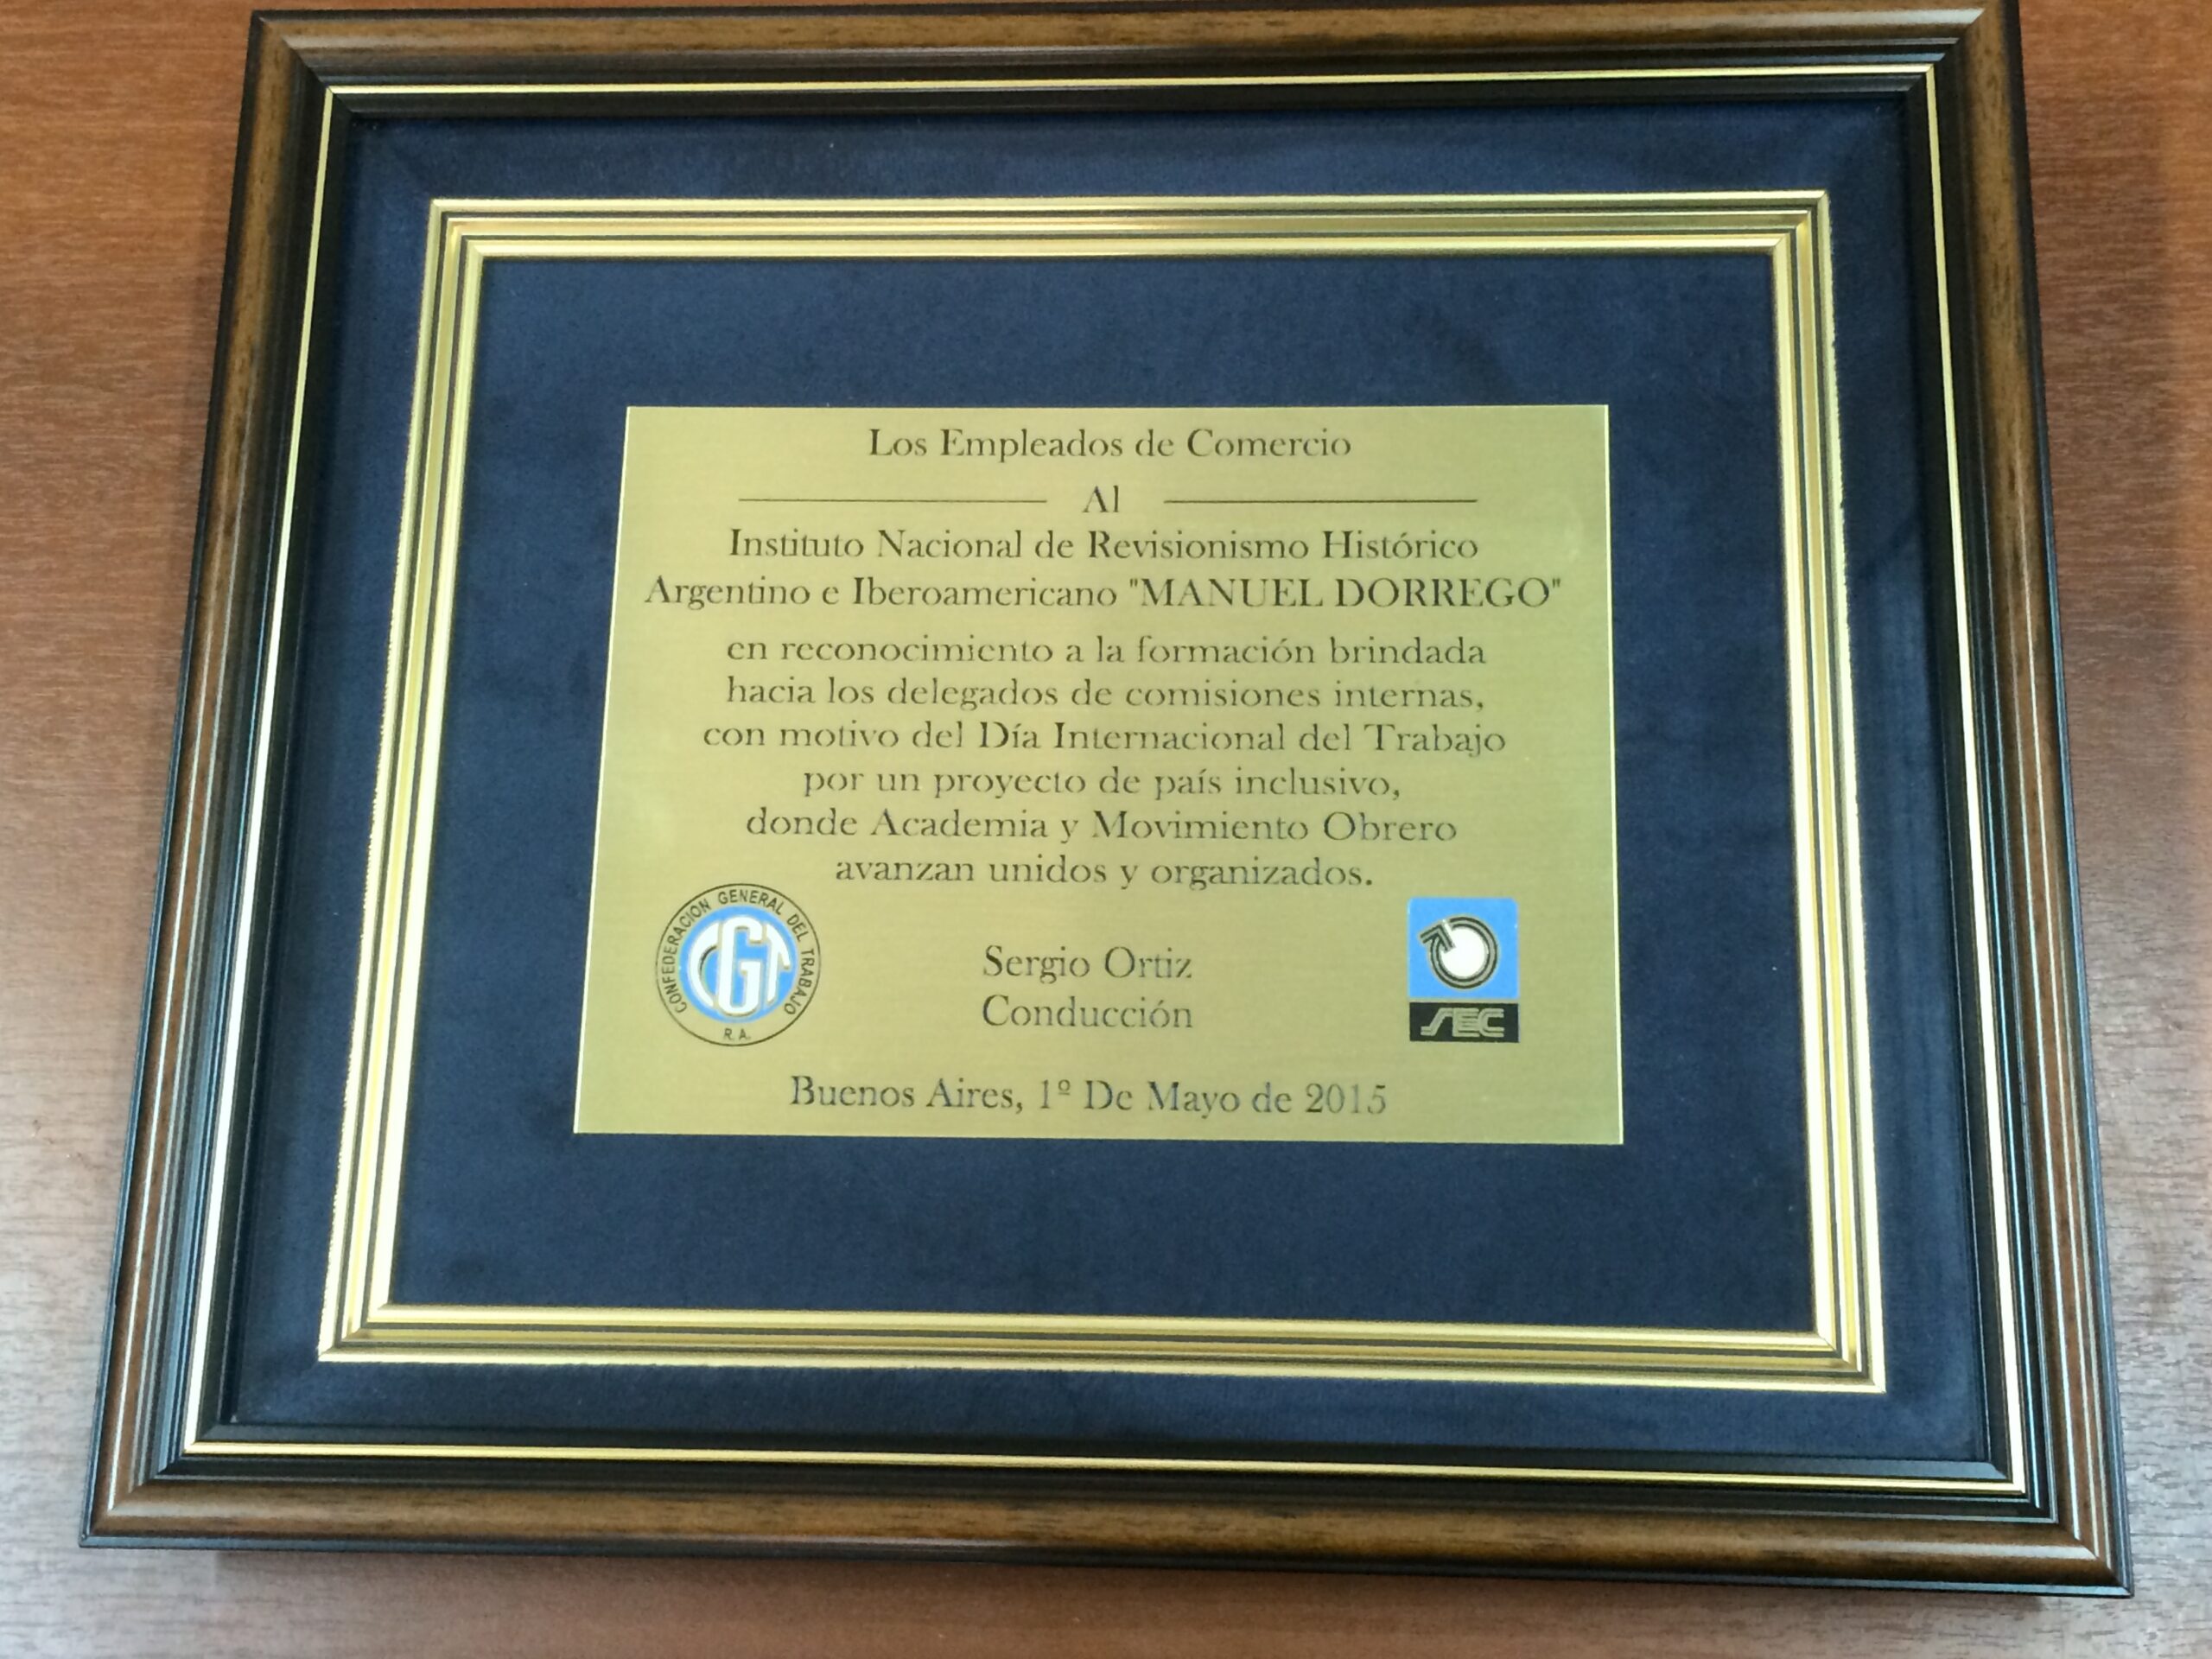 Los Empleados de Comercio
Al
Instituto Nacional de Revisionismo Histórico
Argentino e Iberoamericano "MANUEL DORREGO"
en reconocimiento a la formación brindada
hacia los delegados de comisiones internas,
con motivo del Día Internacional del Trabajo
por un proyecto de país inclusivo,
donde Academia y Movimiento Obrero
avanzan unidos y organizados.
CONFEDERACION GENERAL DEL TRABAJO
CGT
R.A.
Sergio Ortiz
Conducción
SEC
Buenos Aires, 1º De Mayo de 2015